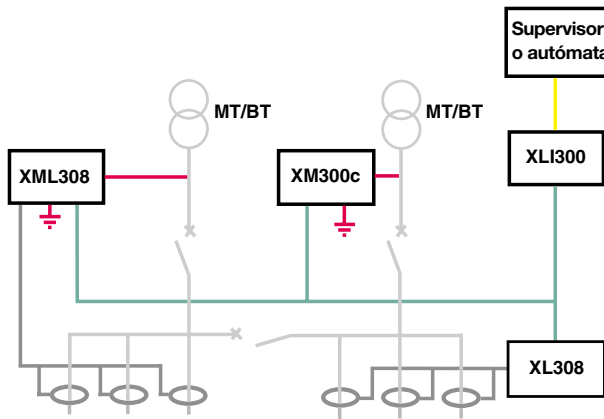 Supervisor
o autómata
MT/BT
MT/BT
XML308
XM300c
XLI300
XL308